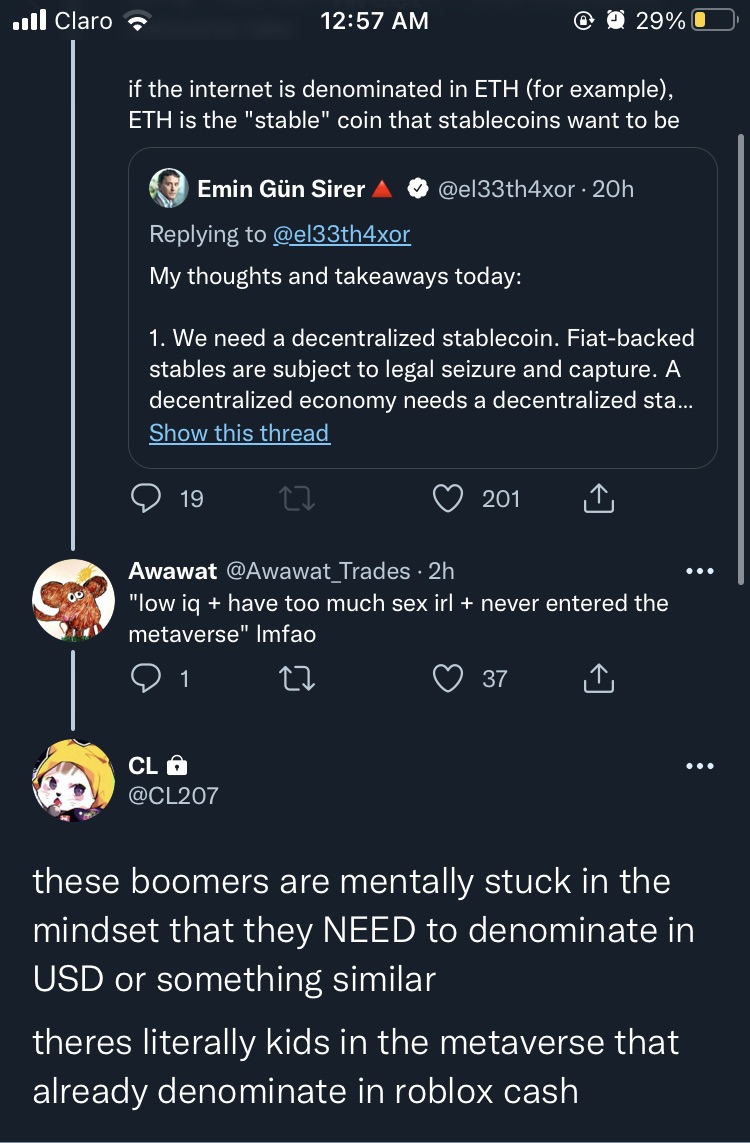 Claro 12:57 AM 29%
if the internet is denominated in ETH (for example),
ETH is the "stable" coin that stablecoins want to be
Emin Gün Sirer🔺 @el33th4xor · 20h
Replying to @el33th4xor
My thoughts and takeaways today:
1. We need a decentralized stablecoin. Fiat-backed
stables are subject to legal seizure and capture. A
decentralized economy needs a decentralized sta...
Show this thread
19 201
Awawat @Awawat_Trades · 2h
"low iq + have too much sex irl + never entered the
metaverse" lmfao
1 37
CL
@CL207
these boomers are mentally stuck in the
mindset that they NEED to denominate in
USD or something similar
theres literally kids in the metaverse that
already denominate in roblox cash